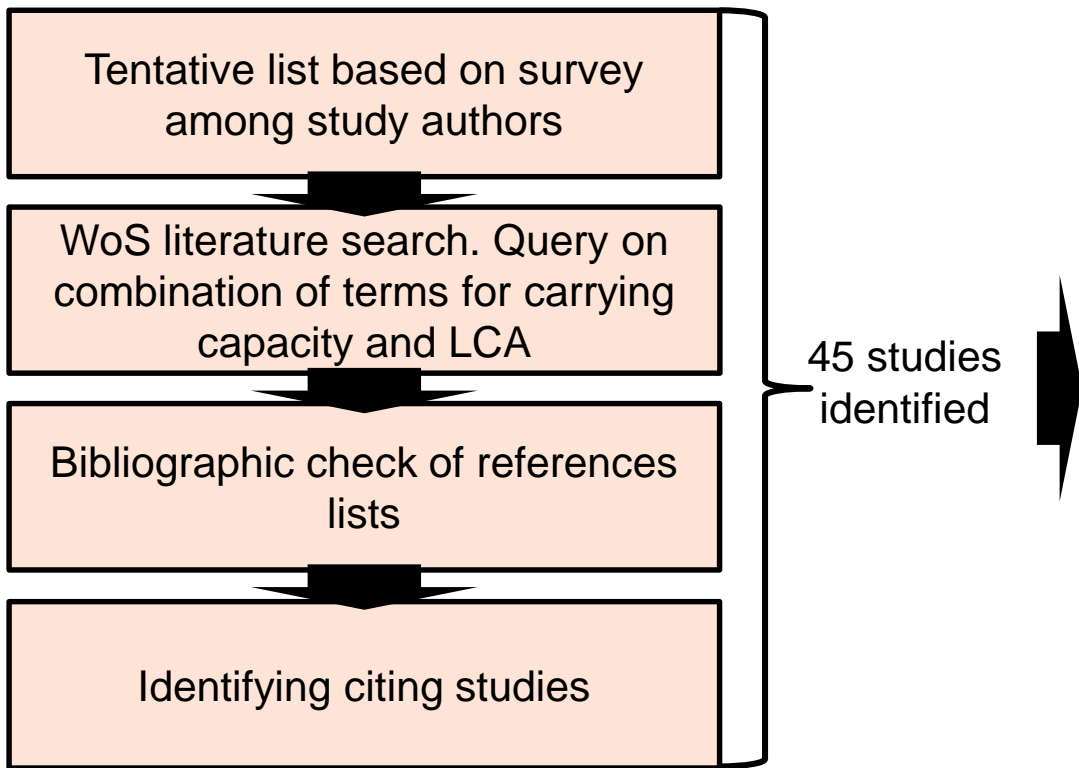 Tentative list based on survey
among study authors
WoS literature search. Query on
combination of terms for carrying
capacity and LCA
Bibliographic check of references
lists
Identifying citing studies
45 studies
identified